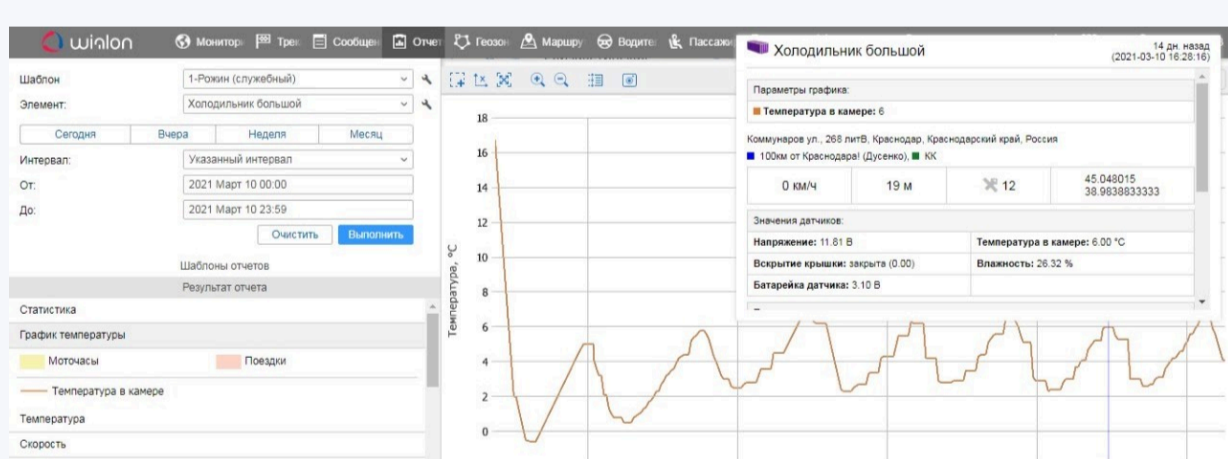 wialon
Монитор Трек Сообщен Отчет Геозон Маршру Водите Пассажи
Шаблон 1-Рожин (служебный)
Элемент: Холодильник большой
Сегодня Вчера Неделя Месяц
Интервал: Указанный интервал
От: 2021 Март 10 00:00
До: 2021 Март 10 23:59
Очистить Выполнить
Шаблоны отчетов
Результат отчета
Статистика
График температуры
Моточасы Поездки
Температура в камере
Температура
Скорость
Температура, °C
18
16
14
12
10
8
6
4
2
0
Холодильник большой
14 дн. назад
(2021-03-10 16:28:16)
Параметры графика:
Температура в камере: 6
Коммунаров ул., 268 литВ, Краснодар, Краснодарский край, Россия
100км от Краснодара! (Дусенко), КК
0 км/ч 19 м 12 45.048015
38.9838833333
Значения датчиков:
Напряжение: 11.81 В Температура в камере: 6.00 °C
Вскрытие крышки: закрыта (0.00) Влажность: 26.32 %
Батарейка датчика: 3.10 В